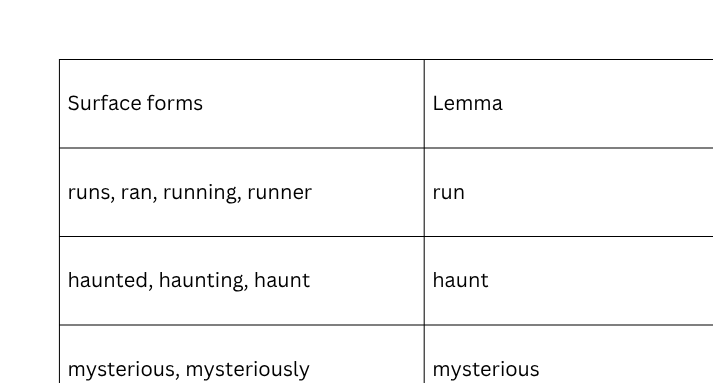 Surface forms
Lemma
runs, ran, running, runner
run
haunted, haunting, haunt
haunt
mysterious, mysteriously
mysterious